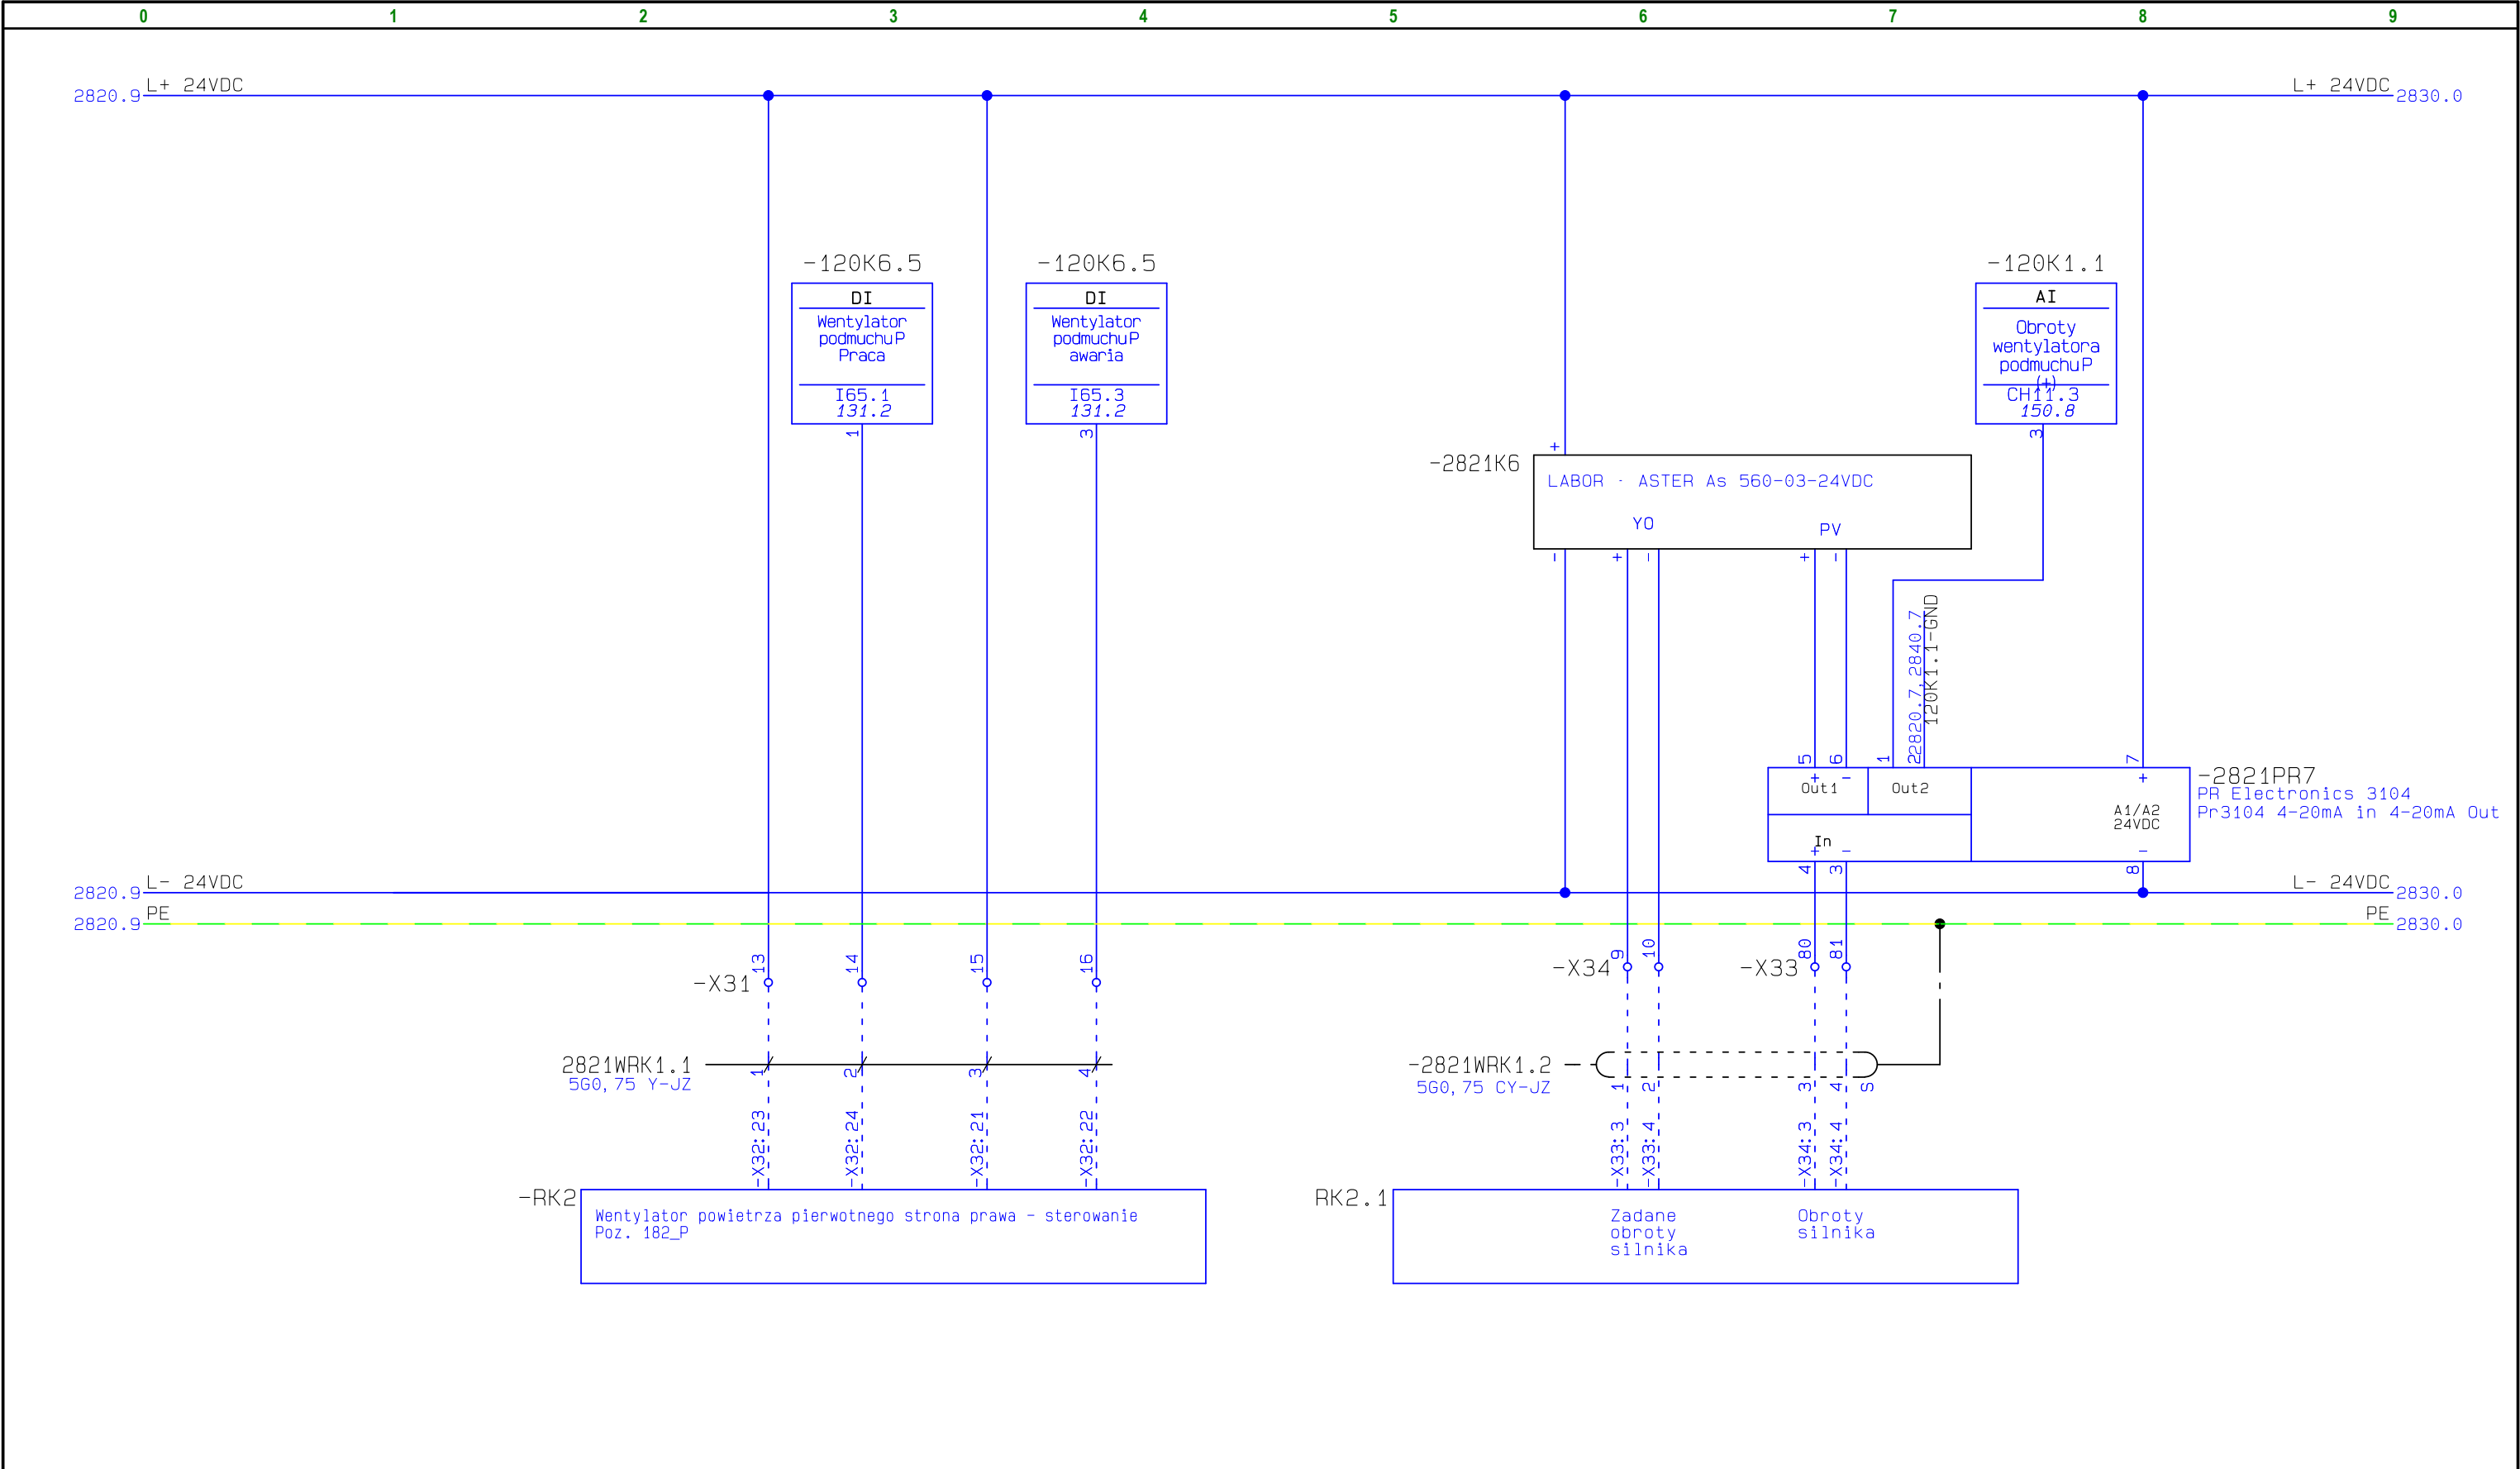 0 1 2 3 4 5 6 7 8 9
L+ 24VDC
2820.9
L+ 24VDC
2830.0
-120K6.5
DI
Wentylator
podmuchu P
Praca
I65.1
131.2
1
-120K6.5
DI
Wentylator
podmuchu P
awaria
I65.3
131.2
3
-120K1.1
AI
Obroty
wentylatora
podmuchu P
(+)
CH11.3
150.8
3
+
-2821K6
LABOR - ASTER As 560-03-24VDC
YO
PV
- + - + -
2820.7, 2840.7
120K1.1-GND
5 6 1 2 7
+ - +
Out1
Out2
A1/A2
24VDC
In
+ - -
4 3 8
-2821PR7
PR Electronics 3104
Pr3104 4-20mA in 4-20mA Out
L- 24VDC
2820.9
L- 24VDC
2830.0
PE
2820.9
PE
2830.0
-X31
13 14 15 16
-X34
9 10
-X33
80 81
2821WRK1.1
5G0,75 Y-JZ
1 2 3 4
-2821WRK1.2
5G0,75 CY-JZ
1 2 3 4 S
-X32:23
-X32:24
-X32:21
-X32:22
-X33:3
-X33:4
-X34:3
-X34:4
-RK2
Wentylator powietrza pierwotnego strona prawa - sterowanie
Poz. 182_P
RK2.1
Zadane
obroty
silnika
Obroty
silnika